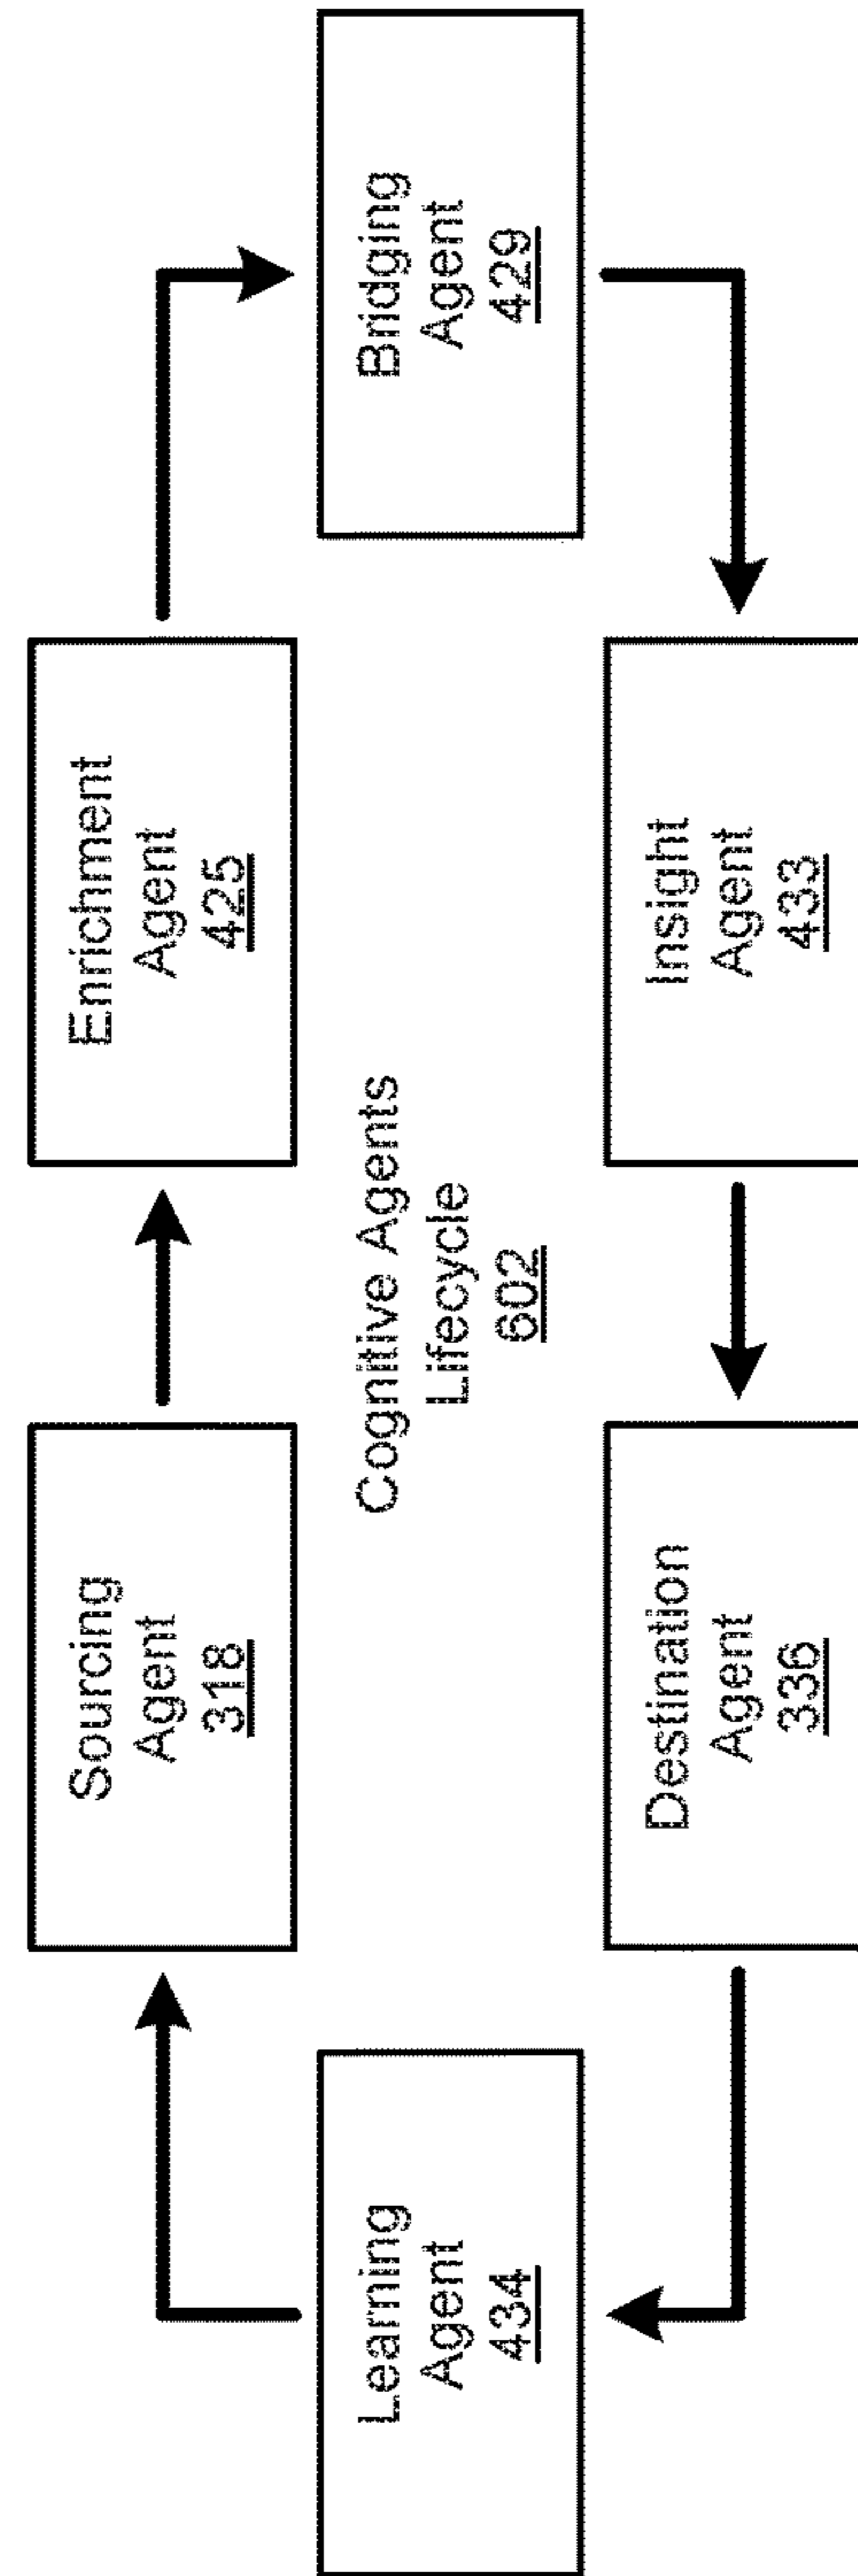 Sourcing
Agent
318
Enrichment
Agent
425
Learning
Agent
434
Cognitive Agents
Lifecycle
602
Bridging
Agent
429
Destination
Agent
336
Insight
Agent
433